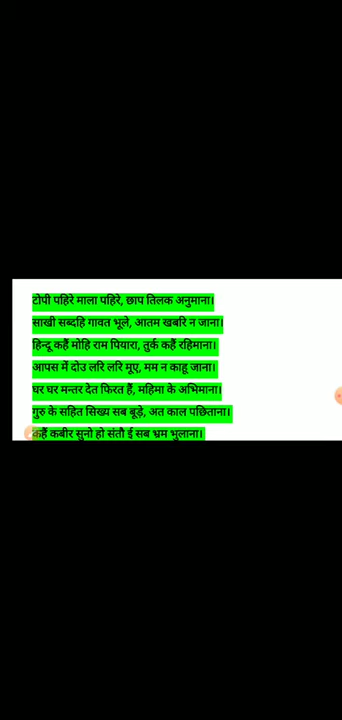 टोपी पहिरे माला पहिरे, छाप तिलक अनुमाना।
साखी सब्दहि गावत भूले, आतम खबरि न जाना।
हिन्दू कहैं मोहि राम पियारा, तुर्क कहैं रहिमाना।
आपस में दोउ लरि लरि मूए, मम न काहू जाना।
घर घर मन्तर देत फिरत हैं, महिमा के अभिमाना।
गुरु के सहित सिख्य सब बूड़े, अत काल पछिताना।
कहैं कबीर सुनो हो संतौ ई सब भ्रम भुलाना।